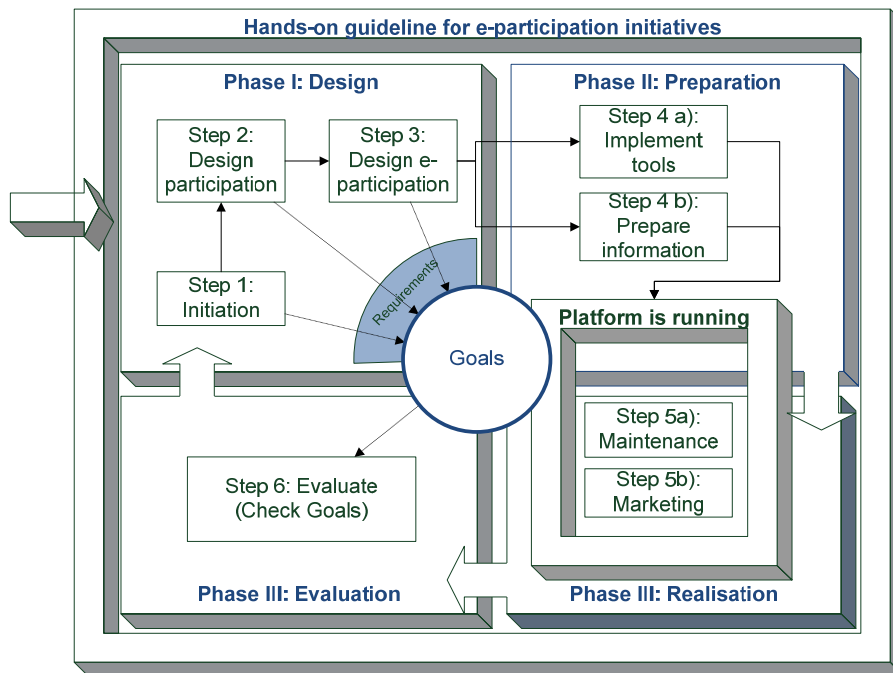 Hands-on guideline for e-participation initiatives
Phase I: Design
Step 2:
Design
participation
Step 3:
Design e-
participation
Step 1:
Initiation
Requirements
Goals
Phase II: Preparation
Step 4 a):
Implement
tools
Step 4 b):
Prepare
information
Platform is running
Step 5a):
Maintenance
Step 5b):
Marketing
Phase III: Realisation
Step 6: Evaluate
(Check Goals)
Phase III: Evaluation